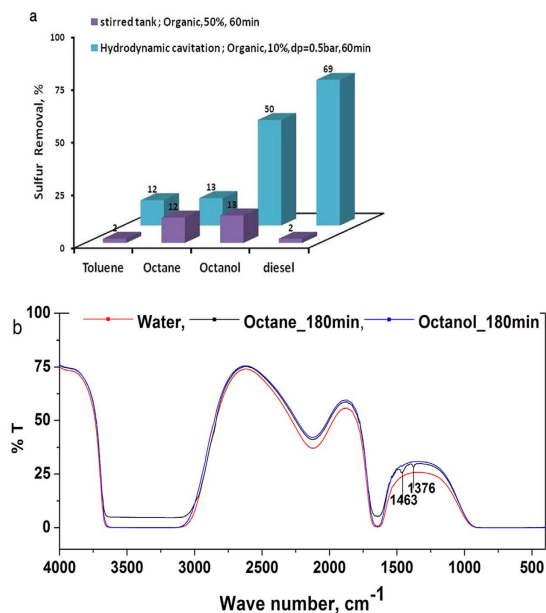 a
stirred tank; Organic,50%, 60min
Hydrodynamic cavitation; Organic,10%,dp=0.5bar,60min
Sulfur Removal, %
100
75
50
25
0
2
12
12
13
13
50
2
69
Toluene Octane Octanol diesel
b
Water, Octane_180min, Octanol_180min
% T
100
75
50
25
0
1463
1376
4000 3500 3000 2500 2000 1500 1000 500
Wave number, cm-1